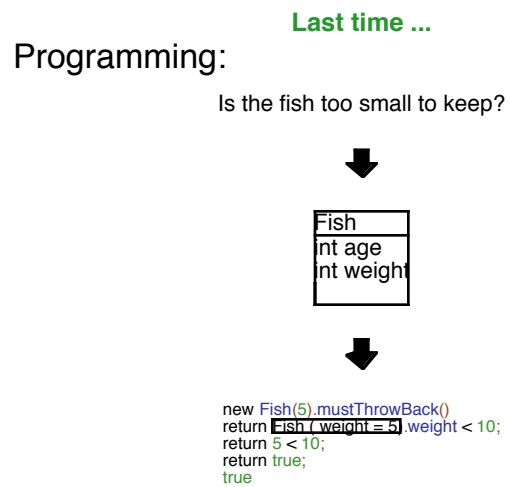 Last time ...
Programming:
Is the fish too small to keep?
Fish
int age
int weight
new Fish(5).mustThrowBack()
return Fish ( weight = 5).weight < 10;
return 5 < 10;
return true;
true